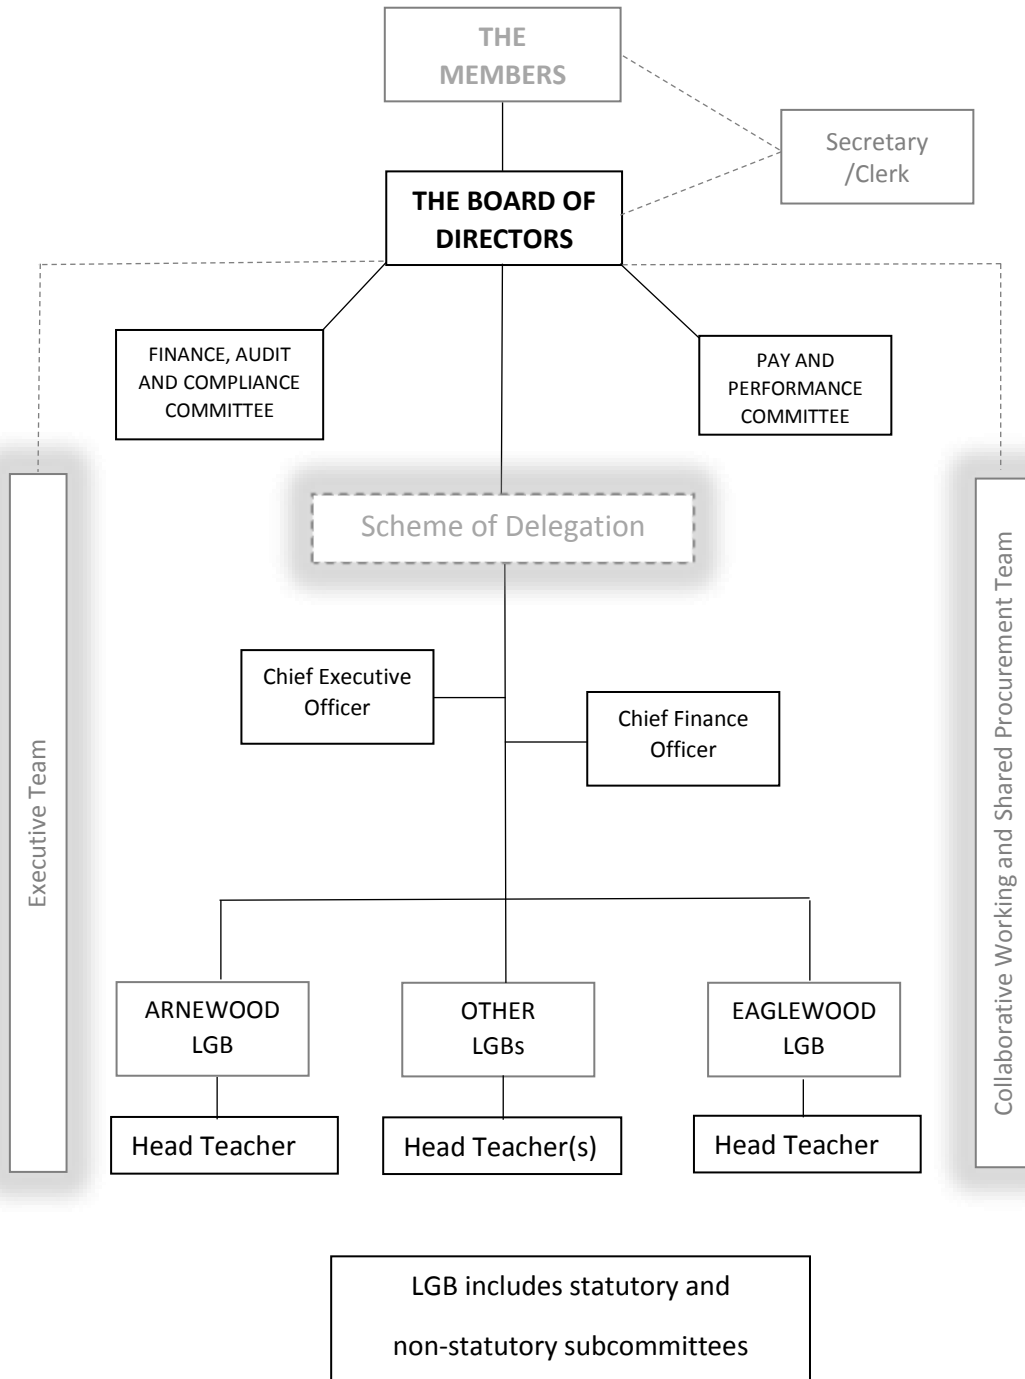 THE
MEMBERS
Secretary
/Clerk
THE BOARD OF
DIRECTORS
FINANCE, AUDIT
AND COMPLIANCE
COMMITTEE
PAY AND
PERFORMANCE
COMMITTEE
Scheme of Delegation
Executive Team
Collaborative Working and Shared Procurement Team
Chief Executive
Officer
Chief Finance
Officer
ARNEWOOD
LGB
OTHER
LGBs
EAGLEWOOD
LGB
Head Teacher
Head Teacher(s)
Head Teacher
LGB includes statutory and
non-statutory subcommittees